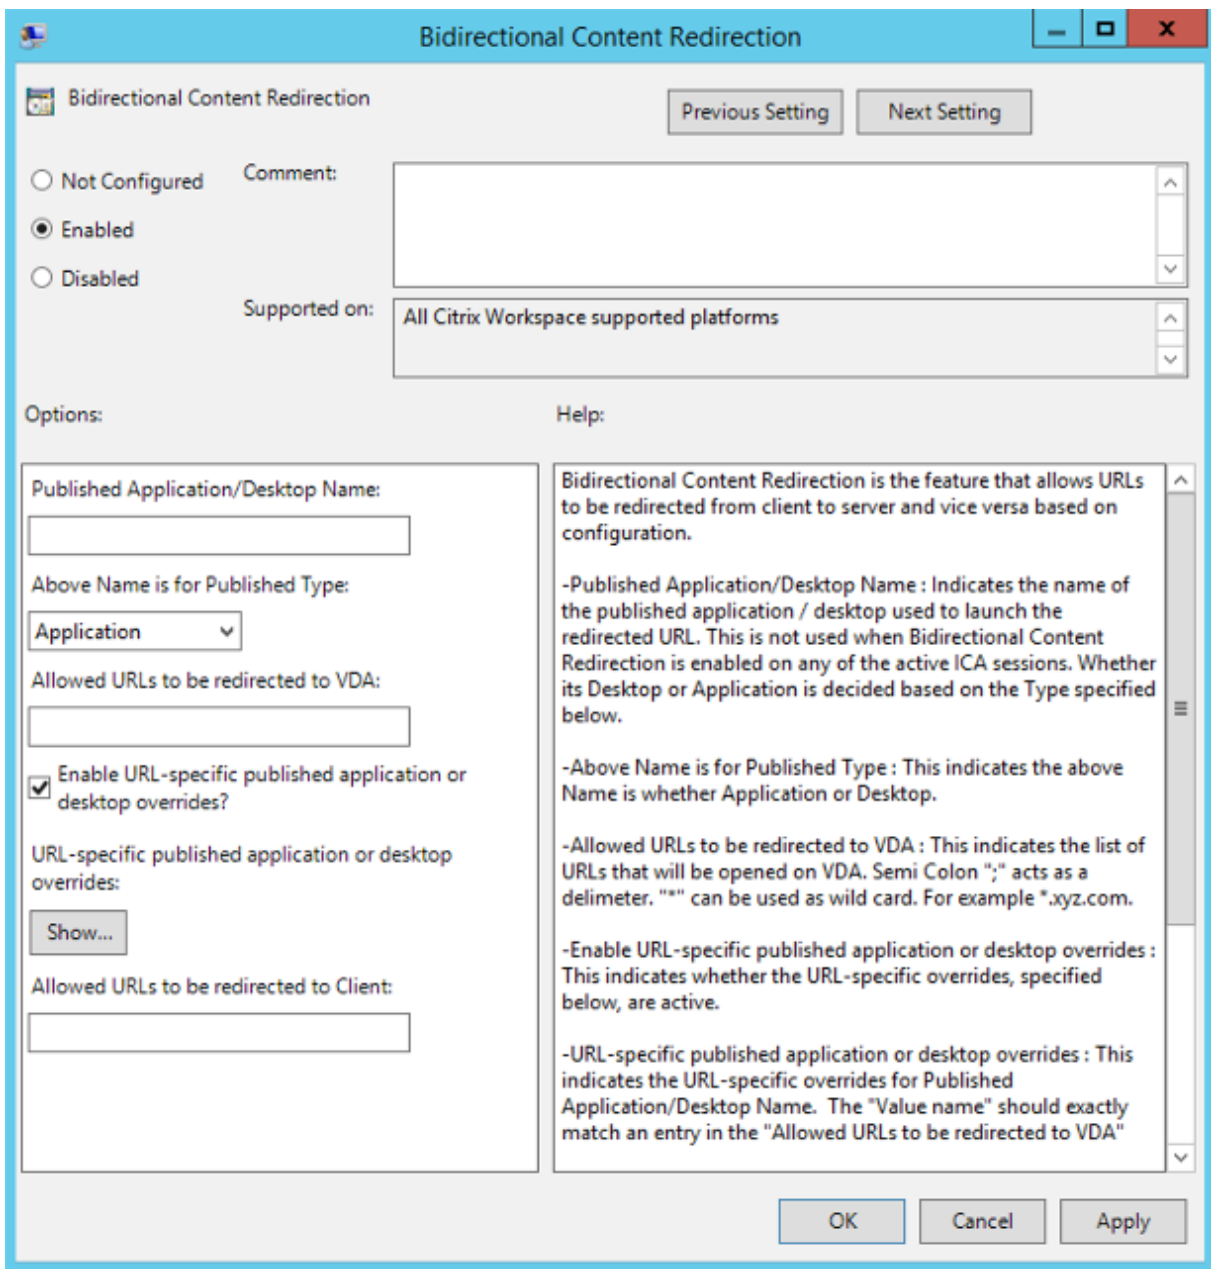 Bidirectional Content Redirection
Bidirectional Content Redirection
Previous Setting
Next Setting
Not Configured
Comment:
Enabled
Disabled
Supported on:
All Citrix Workspace supported platforms
Options:
Help:
Published Application/Desktop Name:
Above Name is for Published Type:
Application
Allowed URLs to be redirected to VDA:
Enable URL-specific published application or
desktop overrides?
URL-specific published application or desktop
overrides:
Show...
Allowed URLs to be redirected to Client:
Bidirectional Content Redirection is the feature that allows URLs
to be redirected from client to server and vice versa based on
configuration.
-Published Application/Desktop Name : Indicates the name of
the published application / desktop used to launch the
redirected URL. This is not used when Bidirectional Content
Redirection is enabled on any of the active ICA sessions. Whether
its Desktop or Application is decided based on the Type specified
below.
-Above Name is for Published Type : This indicates the above
Name is whether Application or Desktop.
-Allowed URLs to be redirected to VDA : This indicates the list of
URLs that will be opened on VDA. Semi Colon ";" acts as a
delimeter. "*" can be used as wild card. For example *.xyz.com.
-Enable URL-specific published application or desktop overrides :
This indicates whether the URL-specific overrides, specified
below, are active.
-URL-specific published application or desktop overrides : This
indicates the URL-specific overrides for Published
Application/Desktop Name.  The "Value name" should exactly
match an entry in the "Allowed URLs to be redirected to VDA"
OK
Cancel
Apply